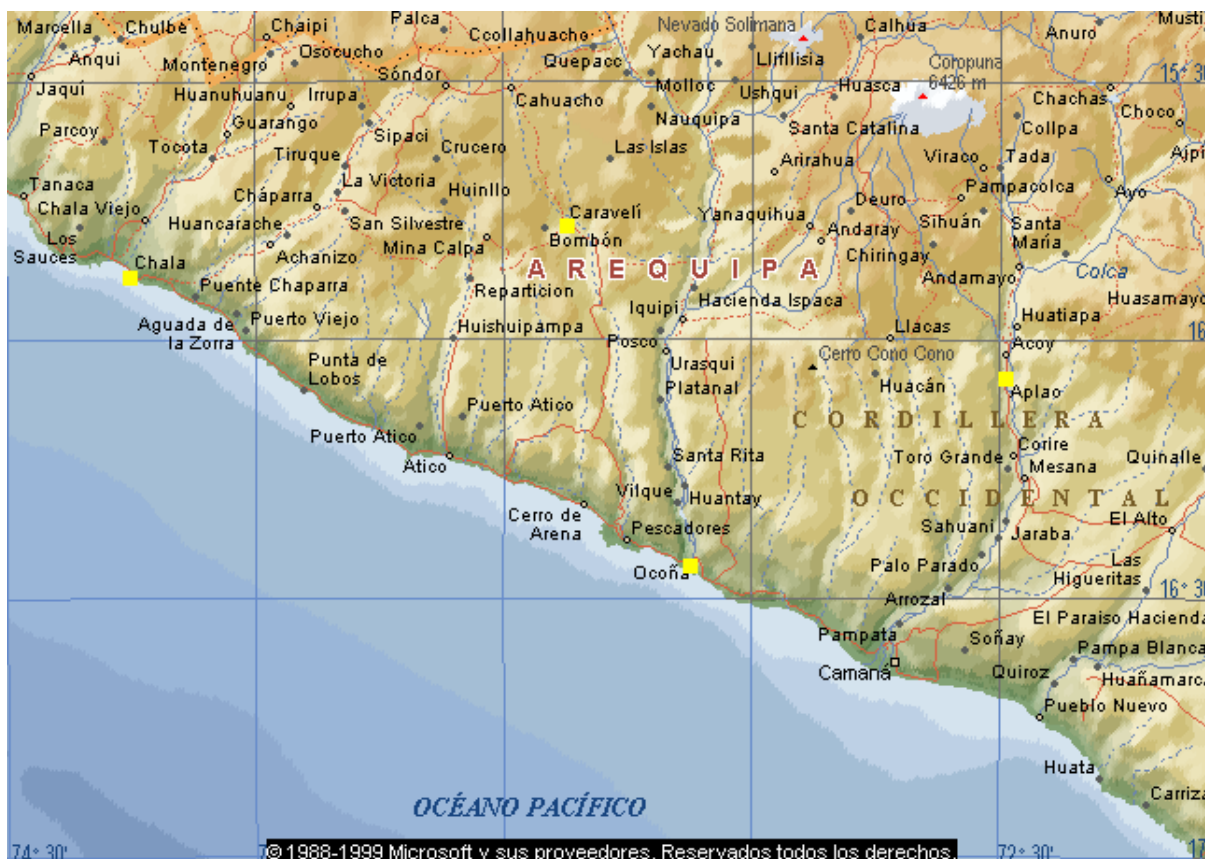 Marcella
Chulbe
Chaipi
Palca
Ccollahuacho
Nevado Solimana
Calhua
Anuro
Musti
Anqui
Montenegro
Osocucho
Quepacc
Yachau
Llifllisia
Coropuna
6426 m
15° 30
Jaquí
Huanuhuanu
Irrupa
Sóndor
Cahuacho
Molloc
Ushqui
Huasca
Chachas
Choco
Parcoy
Guarango
Sipaci
Nauquipa
Santa Catalina
Collpa
Tocota
Tiruque
Crucero
Las Islas
Arirahua
Viraco
Tada
Ajpi
Tanaca
Cháparra
La Victoria
Huinllo
Pampacolca
Ayo
Chala Viejo
Huancarache
San Silvestre
Caravelí
Yanaquihua
Deuro
Sihuán
Santa
María
Los
Sauces
Achanizo
Mina Calpa
Bombón
Andaray
Chiringay
Chala
AREQUIPA
Andamayo
Colca
Puente Chaparra
Reparticion
Hacienda Ispaca
Huasamayo
Aguada de
la Zorra
Puerto Viejo
Huishuipampa
Iquipi
Llacas
Huatiapa
Posco
Acoy
16
Punta de
Lobos
Urasqui
Cerro Cono Cono
Platanal
Huacán
Aplao
Puerto Atico
CORDILLERA
Puerto Atico
Atico
Santa Rita
Toro Grande
Corire
Mesana
Quinalle
Vilque
Huantay
OCCIDENTAL
Cerro de
Arena
Pescadores
Sahuani
Jaraba
El Alto
Ocoña
Palo Parado
Las
Higueritas
Arrozal
16° 30
El Paraiso Hacienda
Pampata
Soñay
Pampa Blanca
Camaná
Quiroz
Huañamarca
Pueblo Nuevo
Huata
Carriza
OCÉANO PACÍFICO
74° 30'
72° 30'
17
© 1988-1999 Microsoft y sus proveedores. Reservados todos los derechos.